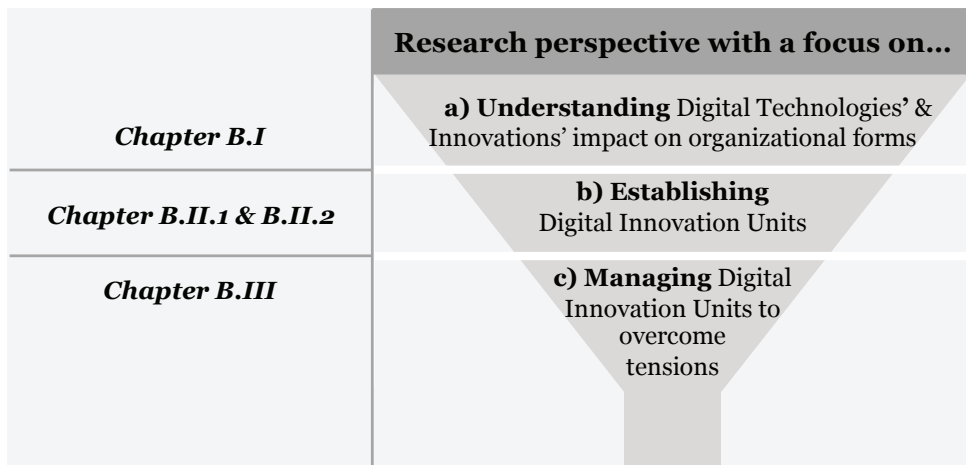 Research perspective with a focus on...
Chapter B.I
a) Understanding Digital Technologies' &
Innovations' impact on organizational forms
Chapter B.II.1 & B.II.2
b) Establishing
Digital Innovation Units
Chapter B.III
c) Managing Digital
Innovation Units to
overcome
tensions